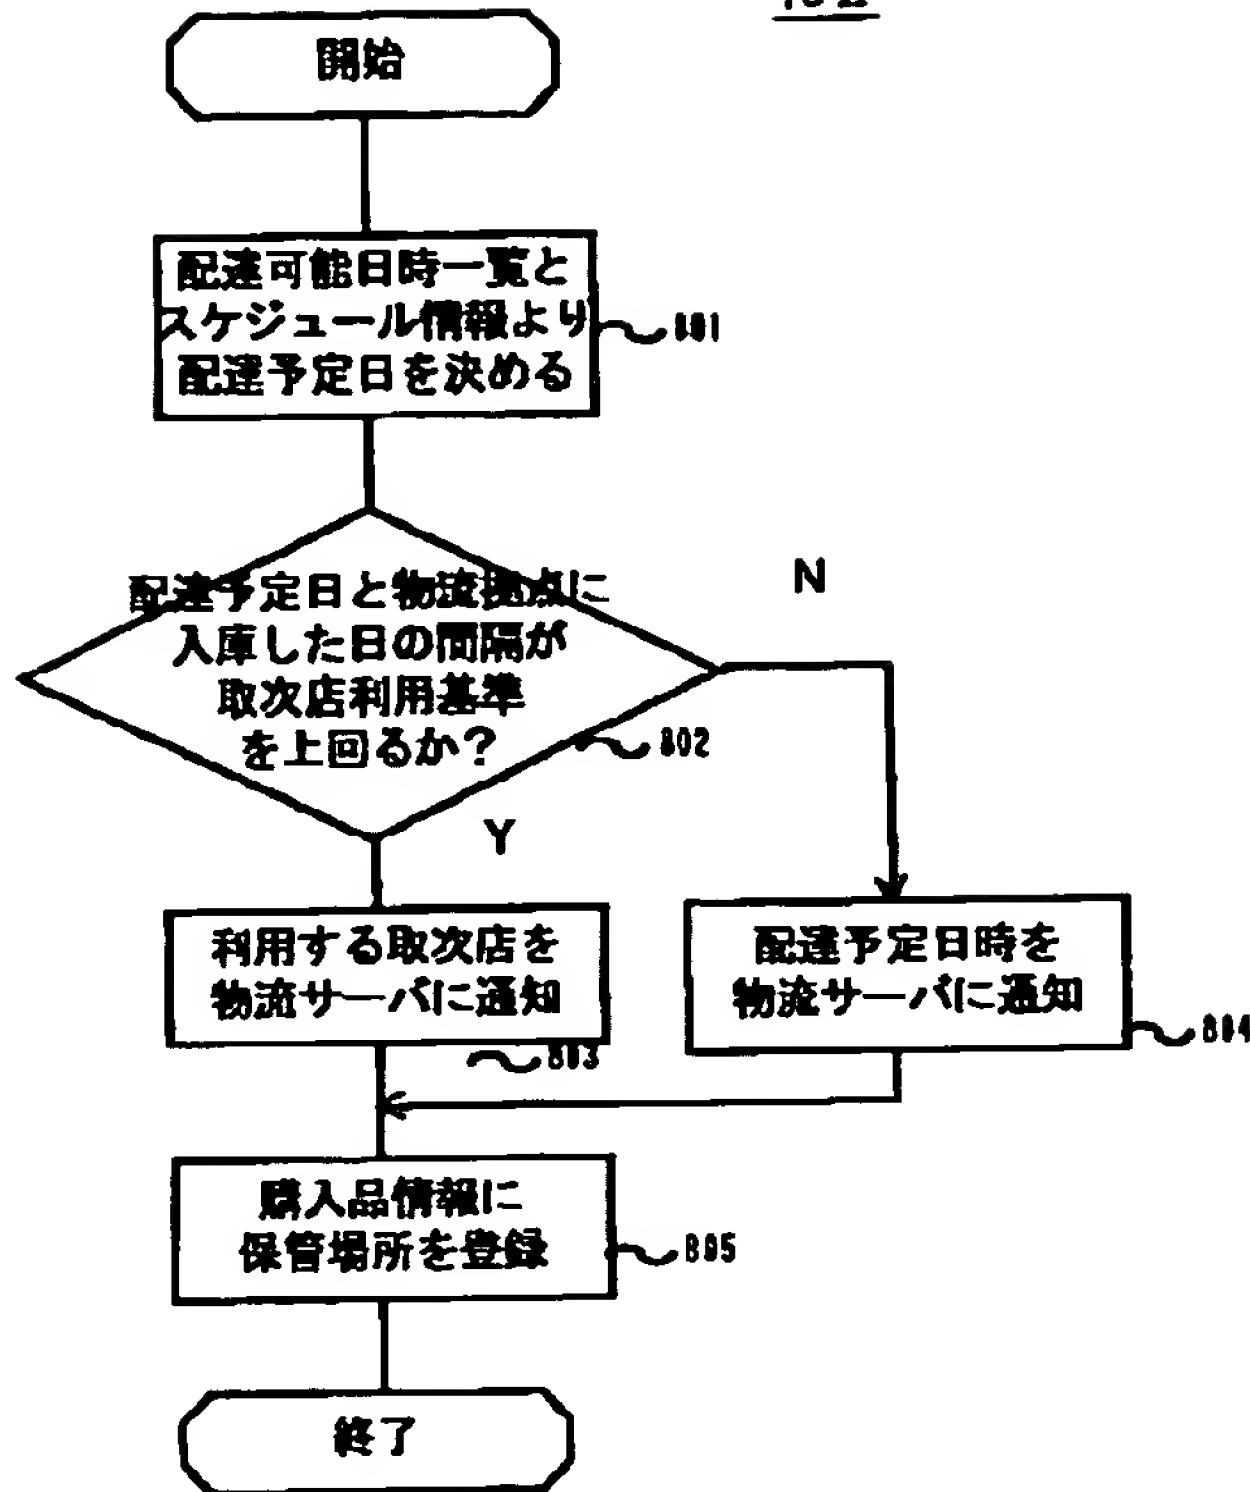 開始
配達可能日時一覧と
スケジュール情報より
配達予定日を決める
801
配達予定日と物流拠点に
入庫した日の間隔が
取次店利用基準
を上回るか?
802
N
Y
利用する取次店を
物流サーバに通知
803
配達予定日時を
物流サーバに通知
804
購入品情報に
保管場所を登録
805
終了